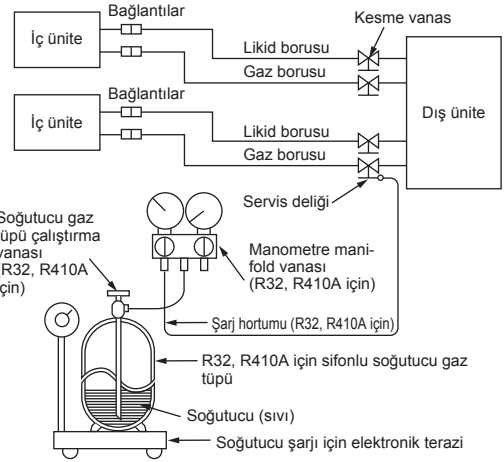 Bağlantılar
Kesme vanas
İç ünite
Likid borusu
Gaz borusu
Bağlantılar
Dış ünite
İç ünite
Likid borusu
Gaz borusu
Servis deliği
Soğutucu gaz
tüpü çalıştırma
vanası
(R32, R410A
için)
Manometre mani-
fold vanası
(R32, R410A için)
Şarj hortumu (R32, R410A için)
R32, R410A için sifonlu soğutucu gaz
tüpü
Soğutucu (sıvı)
Soğutucu şarjı için elektronik terazi